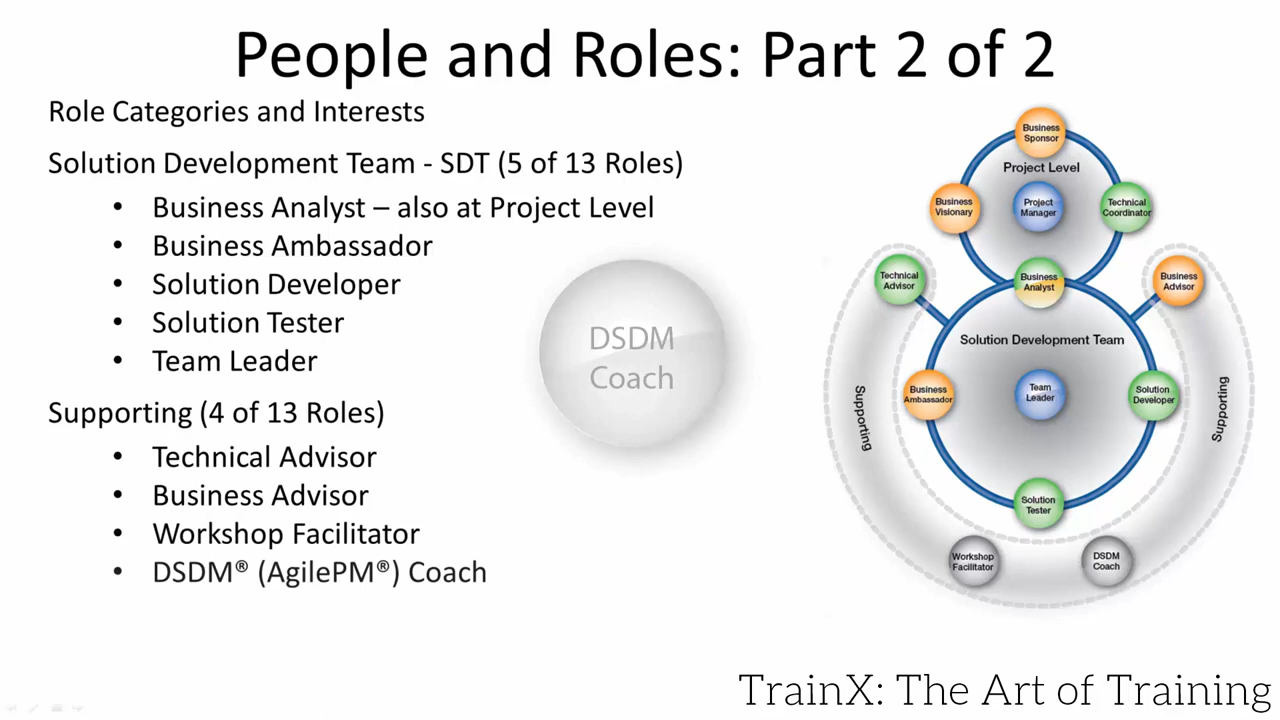 People and Roles: Part 2 of 2
Role Categories and Interests
Solution Development Team - SDT (5 of 13 Roles)
• Business Analyst – also at Project Level
• Business Ambassador
• Solution Developer
• Solution Tester
• Team Leader
Supporting (4 of 13 Roles)
• Technical Advisor
• Business Advisor
• Workshop Facilitator
• DSDM® (AgilePM®) Coach
DSDM
Coach
Business
Sponsor
Project Level
Business
Visionary
Project
Manager
Technical
Coordinator
Technical
Advisor
Business
Analyst
Business
Advisor
Solution Development Team
Supporting
Business
Ambassador
Team
Leader
Solution
Developer
Supporting
Solution
Tester
Workshop
Facilitator
DSDM
Coach
TrainX: The Art of Training